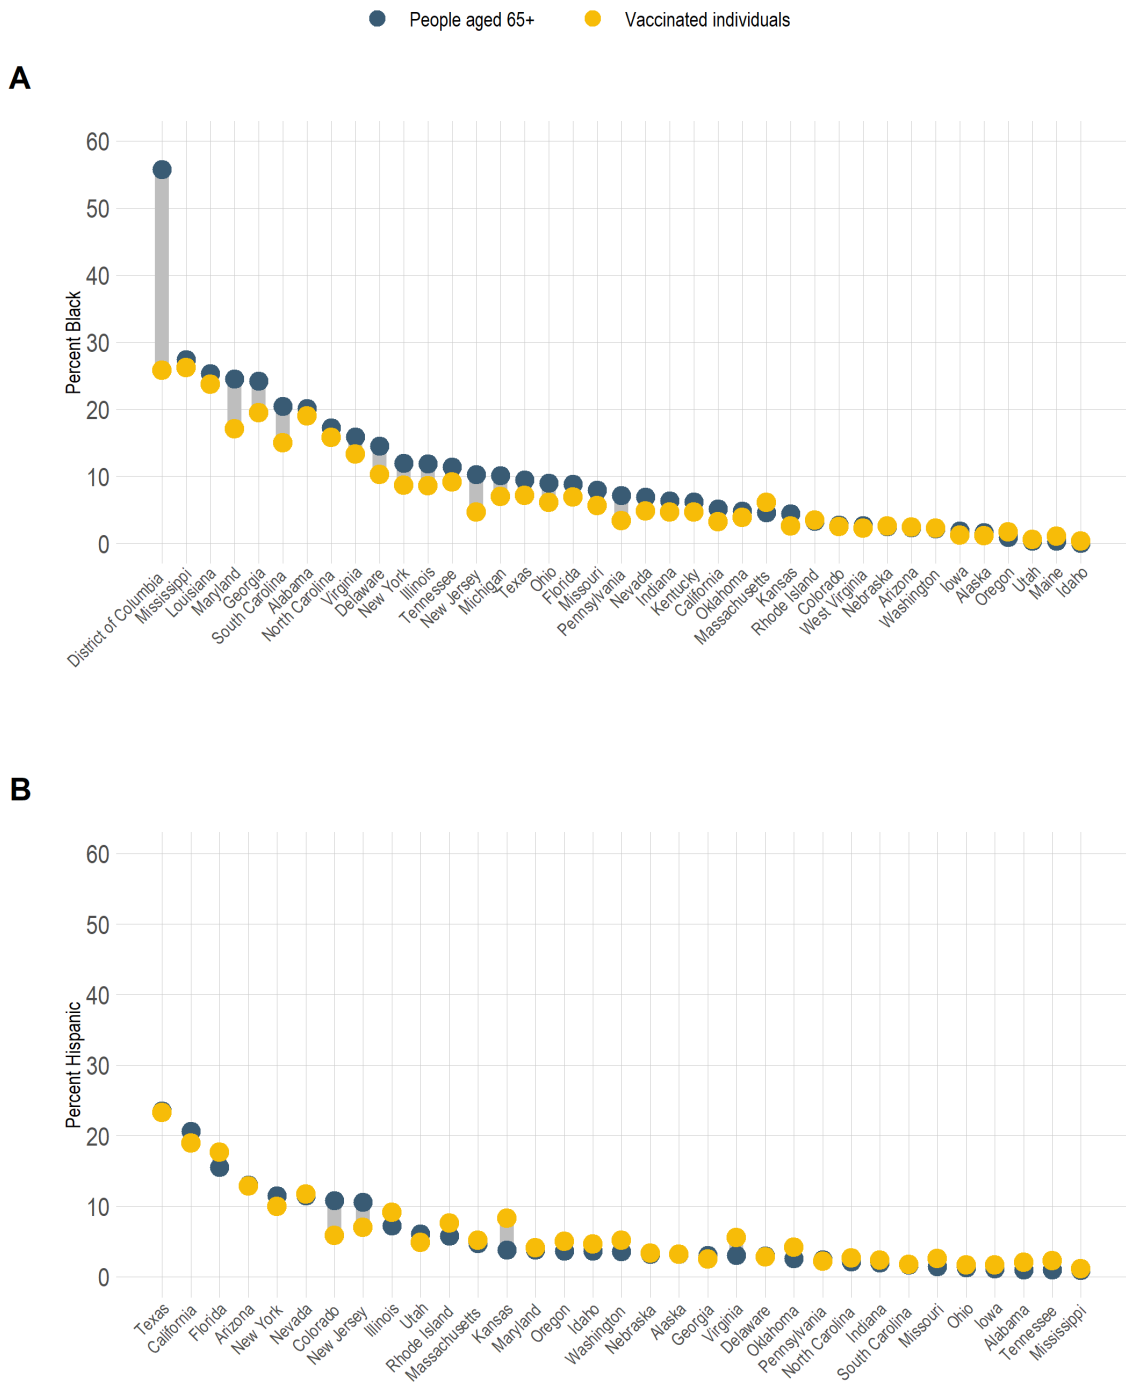 People aged 65+ Vaccinated individuals
A
Percent Black
60
50
40
30
20
10
0
District of Columbia
Mississippi
Louisiana
Maryland
Georgia
South Carolina
Alabama
North Carolina
Virginia
Delaware
New York
Illinois
Tennessee
New Jersey
Michigan
Texas
Ohio
Florida
Missouri
Pennsylvania
Nevada
Indiana
Kentucky
California
Oklahoma
Massachusetts
Kansas
Rhode Island
Colorado
West Virginia
Nebraska
Arizona
Washington
Iowa
Alaska
Oregon
Utah
Maine
Idaho
B
Percent Hispanic
60
50
40
30
20
10
0
Texas
California
Florida
Arizona
New York
Nevada
Colorado
New Jersey
Illinois
Utah
Rhode Island
Massachusetts
Kansas
Maryland
Oregon
Idaho
Washington
Nebraska
Alaska
Georgia
Virginia
Delaware
Oklahoma
Pennsylvania
North Carolina
Indiana
South Carolina
Missouri
Ohio
Iowa
Alabama
Tennessee
Mississippi